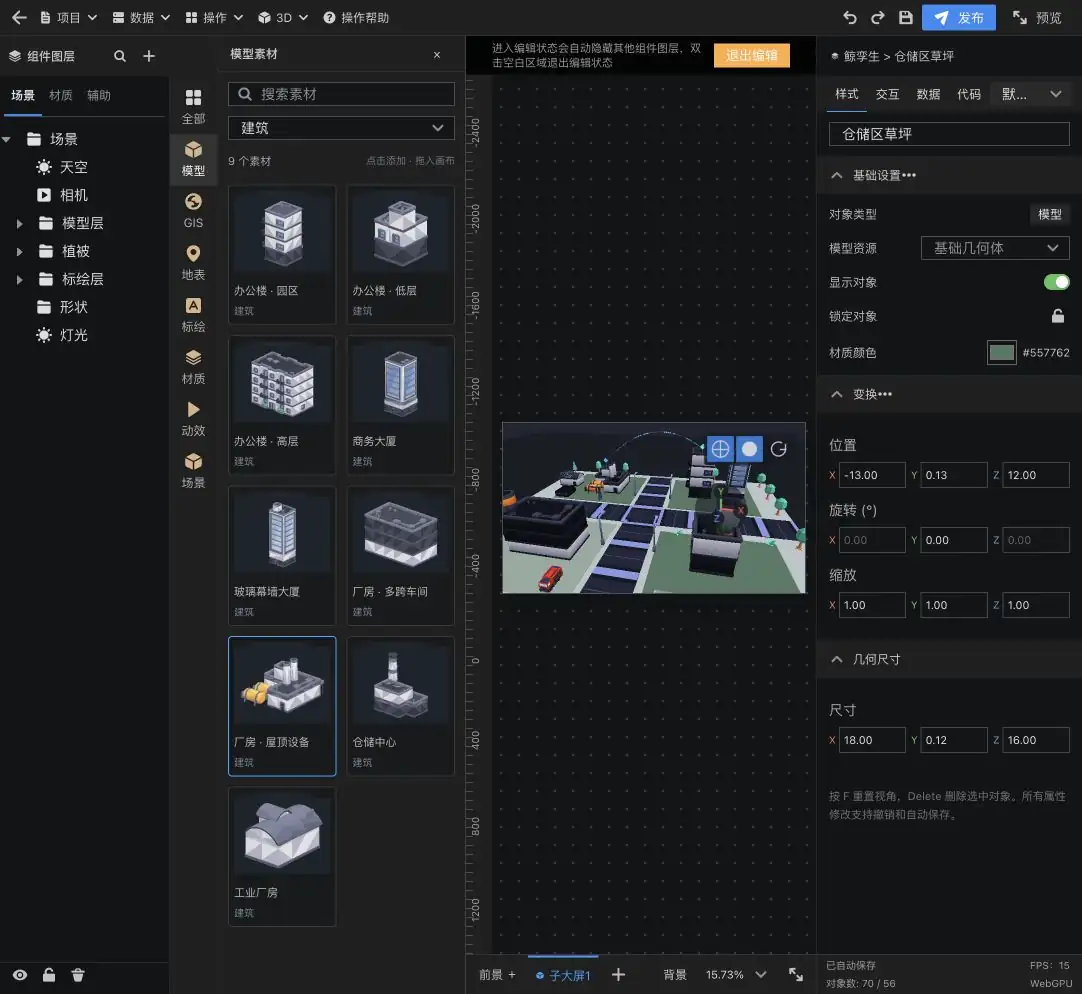 项目
数据
操作
3D
操作帮助
发布
预览
组件图层
场景
材质
辅助
场景
天空
相机
模型层
植被
标绘层
形状
灯光
全部
模型
GIS
地表
标绘
材质
动效
场景
模型素材
×
搜索素材
建筑
9 个素材
点击添加 · 拖入画布
办公楼 · 园区
建筑
办公楼 · 低层
建筑
办公楼 · 高层
建筑
商务大厦
建筑
玻璃幕墙大厦
建筑
厂房 · 多跨车间
建筑
厂房 · 屋顶设备
建筑
仓储中心
建筑
工业厂房
建筑
进入编辑状态会自动隐藏其他组件图层，双
击空白区域退出编辑状态
退出编辑
-2400
-2000
-1600
-1200
-800
-400
0
400
800
1200
Y
X
Z
前景 +
子大屏1
背景
15.73%
鲸孪生 > 仓储区草坪
样式
交互
数据
代码
默...
仓储区草坪
基础设置•••
对象类型
模型
模型资源
基础几何体
显示对象
锁定对象
材质颜色
#557762
变换•••
位置
X -13.00 Y 0.13 Z 12.00
旋转 (°)
X 0.00 Y 0.00 Z 0.00
缩放
X 1.00 Y 1.00 Z 1.00
几何尺寸
尺寸
X 18.00 Y 0.12 Z 16.00
按 F 重置视角，Delete 删除选中对象。所有属性
修改支持撤销和自动保存。
已自动保存
FPS: 15
对象数: 70 / 56
WebGPU